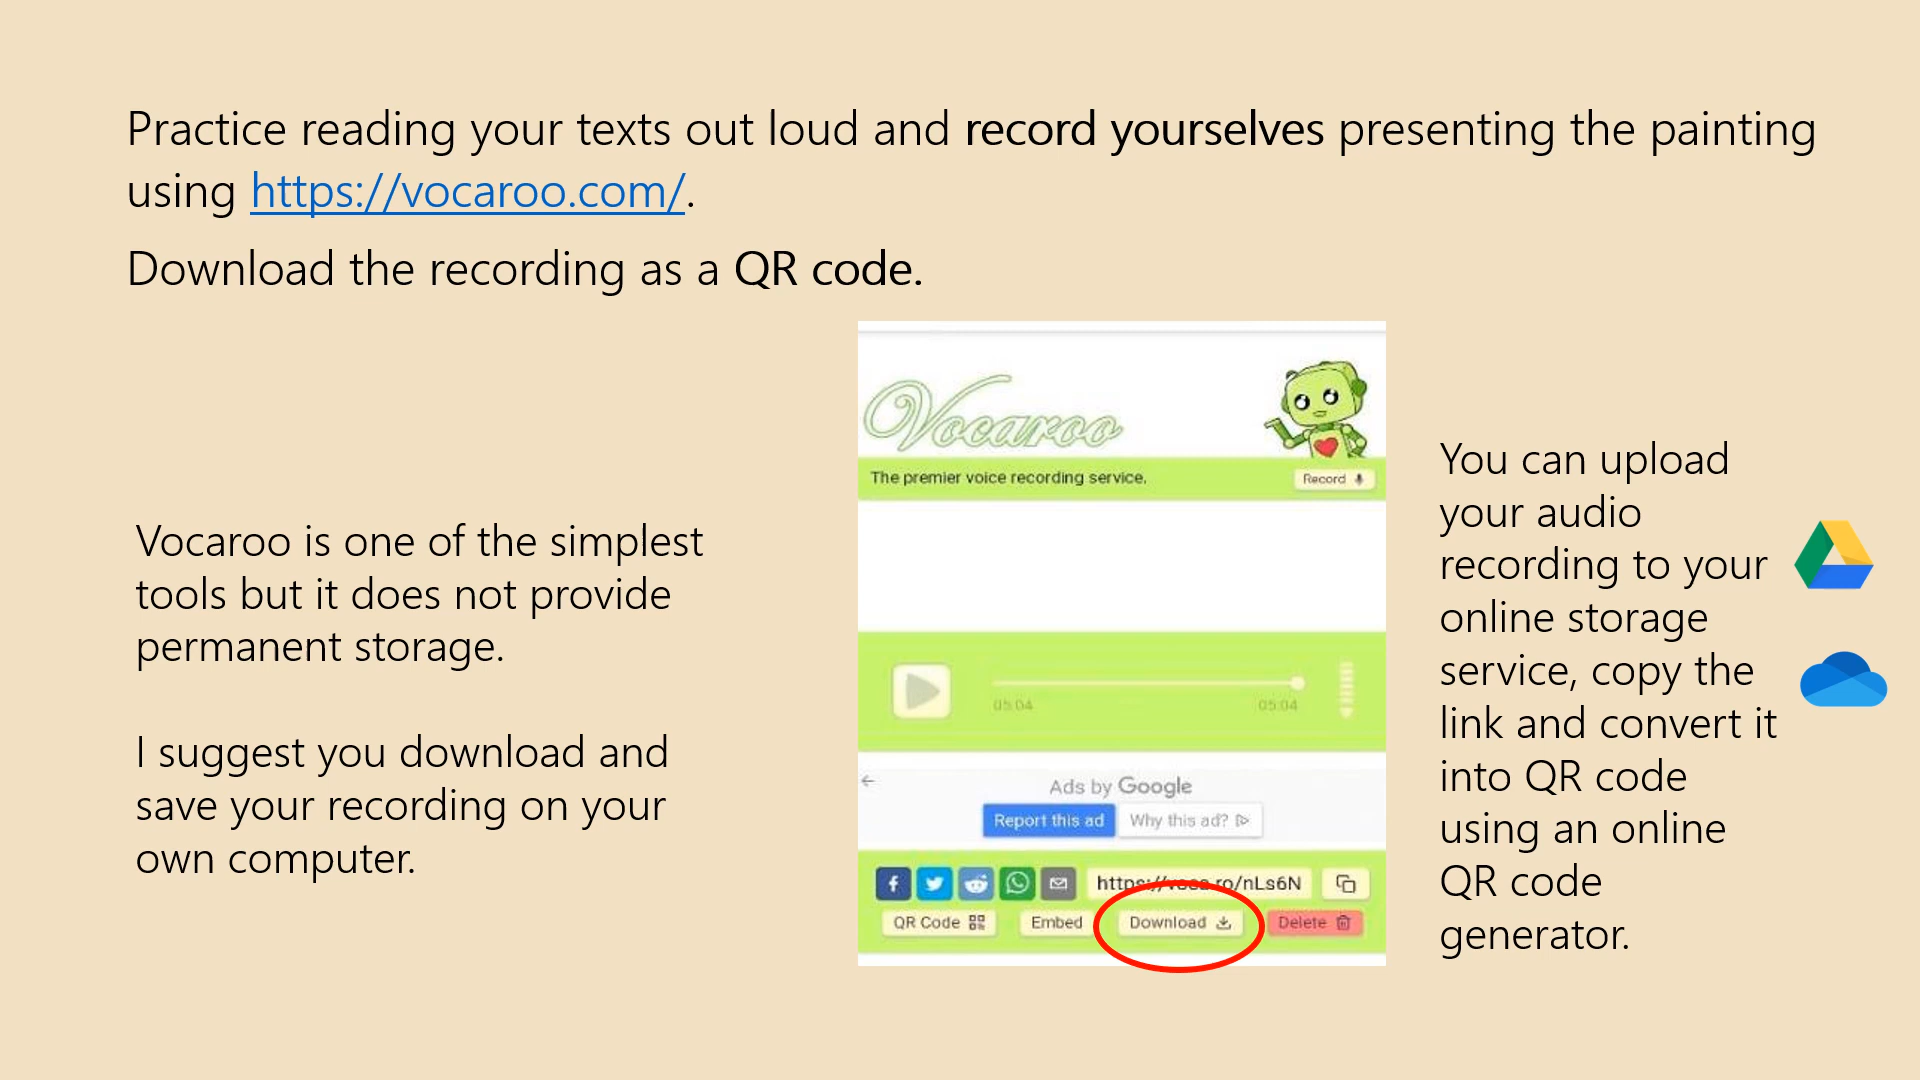 Practice reading your texts out loud and record yourselves presenting the painting
using https://vocaroo.com/.
Download the recording as a QR code.
Vocaroo is one of the simplest
tools but it does not provide
permanent storage.
I suggest you download and
save your recording on your
own computer.
Vocaroo
The premier voice recording service.
Record
05:04
05:04
Ads by Google
Report this ad
Why this ad?
https://voca.ro/nLs6N
QR Code
Embed
Download
Delete
You can upload
your audio
recording to your
online storage
service, copy the
link and convert it
into QR code
using an online
QR code
generator.